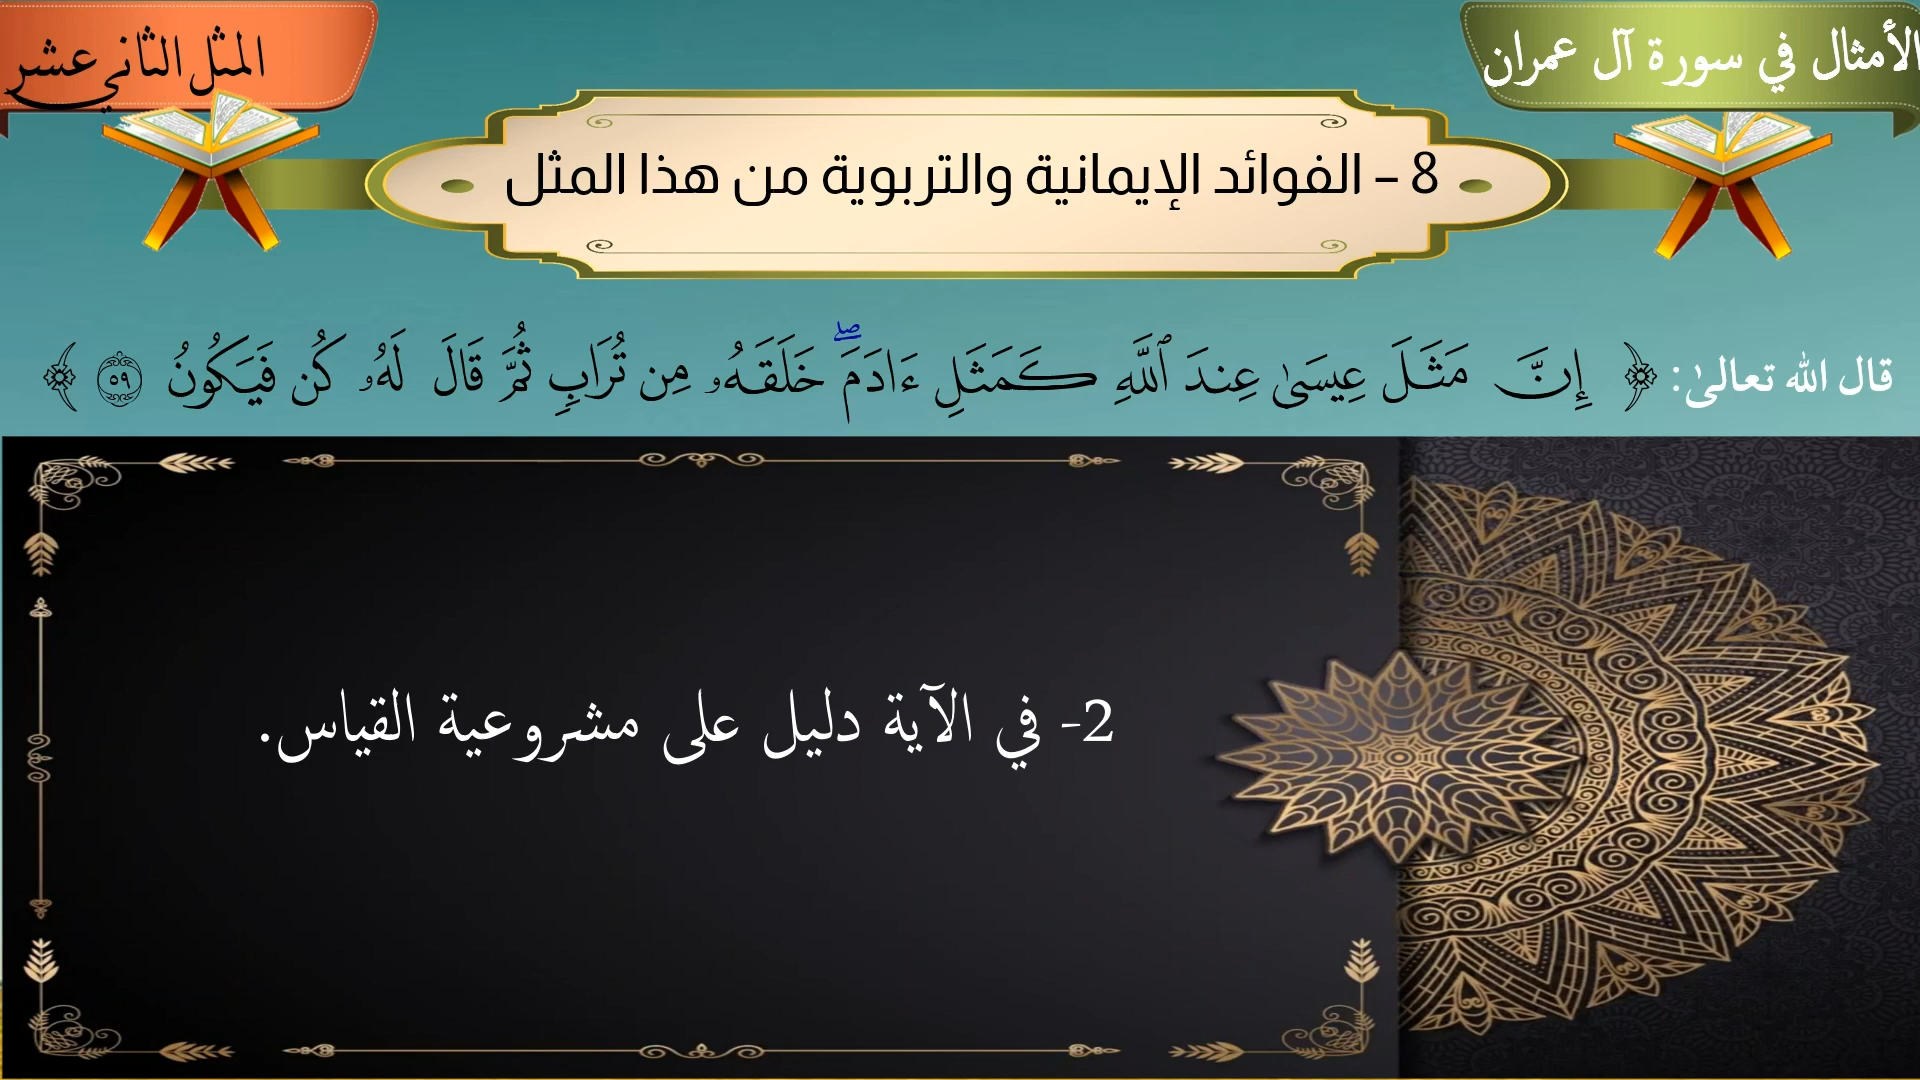 الأمثال في سورة آل عمران
المثل الثاني عشر
8 – الفوائد الإيمانية والتربوية من هذا المثل
قال الله تعالىٰ: ﴿ إِنَّ مَثَلَ عِيسَىٰ عِندَ ٱللَّهِ كَمَثَلِ ءَادَمَۖ خَلَقَهُۥ مِن تُرَابٖ ثُمَّ قَالَ لَهُۥ كُن فَيَكُونُ ٥٩ ﴾
2- في الآية دليل على مشروعية القياس.